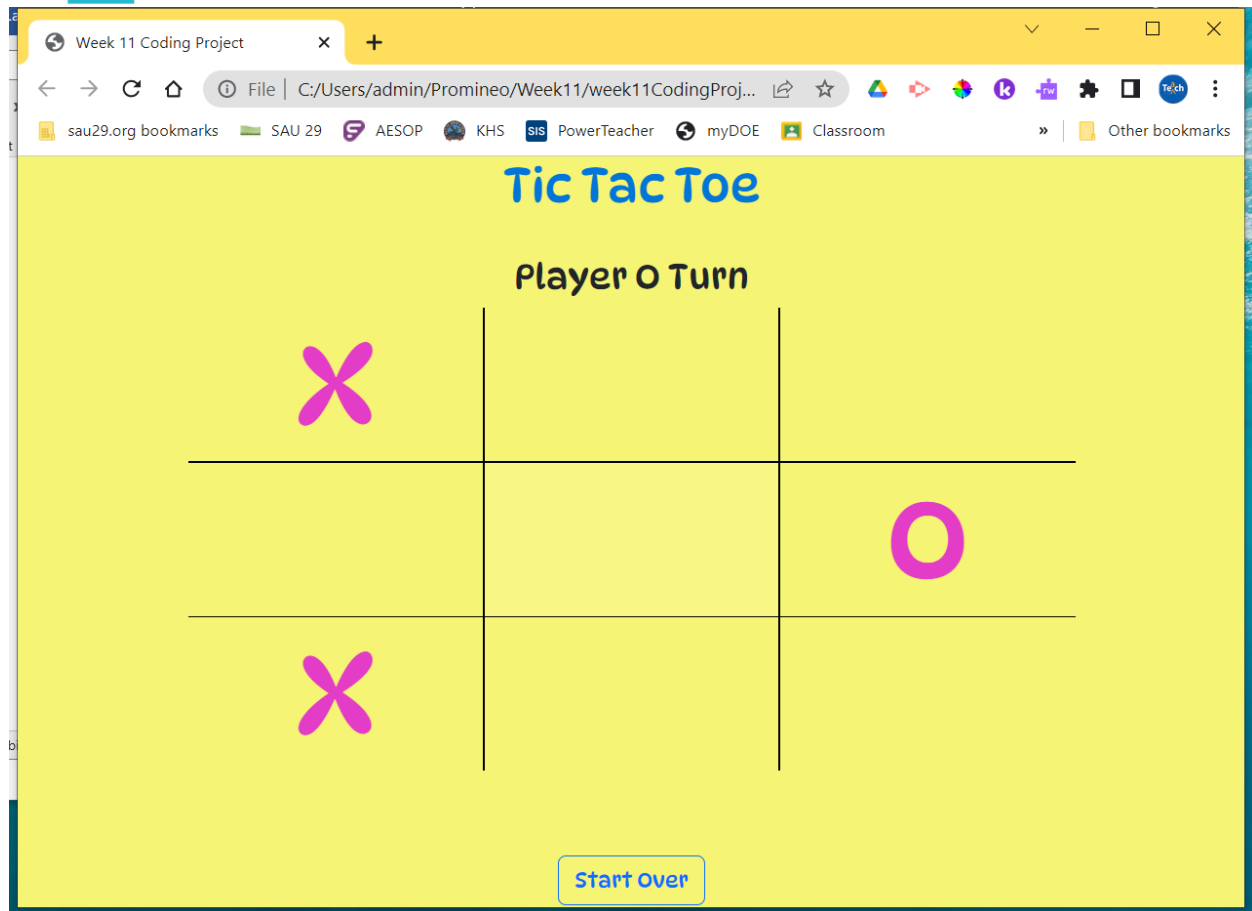 Week 11 Coding Project
File | C:/Users/admin/Promineo/Week11/week11CodingProj...
sau29.org bookmarks SAU 29 AESOP KHS SIS PowerTeacher myDOE Classroom » Other bookmarks
Tic Tac Toe
Player O Turn
X
O
X
Start Over